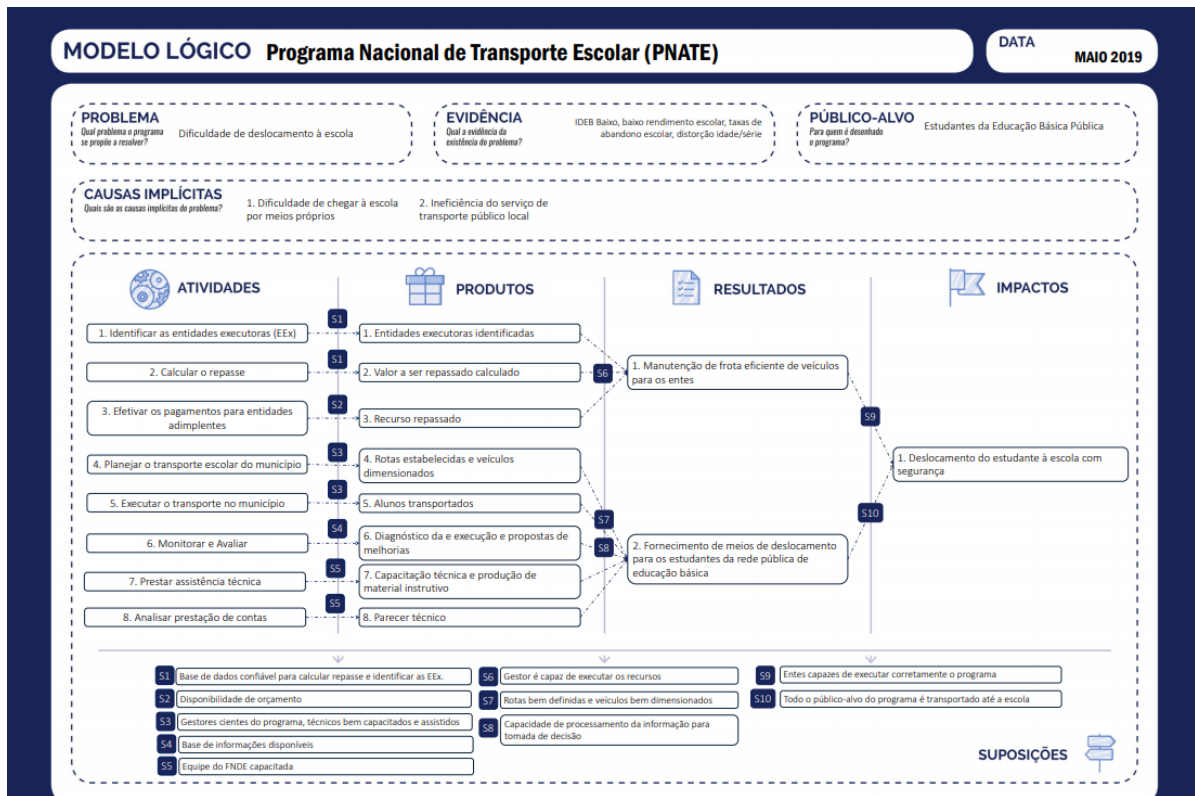 MODELO LÓGICO Programa Nacional de Transporte Escolar (PNATE)
DATA
MAIO 2019
PROBLEMA
Qual problema o programa
se propõe a resolver?
Dificuldade de deslocamento à escola
EVIDÊNCIA
Qual a evidência da
existência do problema?
IDEB Baixo, baixo rendimento escolar, taxas de
abandono escolar, distorção idade/série
PÚBLICO-ALVO
Para quem é desenhado
o programa?
Estudantes da Educação Básica Pública
CAUSAS IMPLÍCITAS
Quais são as causas implícitas do problema?
1. Dificuldade de chegar à escola
por meios próprios
2. Ineficiência do serviço de
transporte público local
ATIVIDADES
PRODUTOS
RESULTADOS
IMPACTOS
1. Identificar as entidades executoras (EEx)
S1
1. Entidades executoras identificadas
2. Calcular o repasse
S1
2. Valor a ser repassado calculado
3. Efetivar os pagamentos para entidades
adimplentes
S2
3. Recurso repassado
4. Planejar o transporte escolar do município
S3
4. Rotas estabelecidas e veículos
dimensionados
5. Executar o transporte no município
S3
5. Alunos transportados
6. Monitorar e Avaliar
S4
6. Diagnóstico da e execução e propostas de
melhorias
7. Prestar assistência técnica
S5
7. Capacitação técnica e produção de
material instrutivo
8. Analisar prestação de contas
S5
8. Parecer técnico
S6
1. Manutenção de frota eficiente de veículos
para os entes
S7
S8
2. Fornecimento de meios de deslocamento
para os estudantes da rede pública de
educação básica
S9
S10
1. Deslocamento do estudante à escola com
segurança
S1 Base de dados confiável para calcular repasse e identificar as EEx.
S2 Disponibilidade de orçamento
S3 Gestores cientes do programa, técnicos bem capacitados e assistidos
S4 Base de informações disponíveis
S5 Equipe do FNDE capacitada
S6 Gestor é capaz de executar os recursos
S7 Rotas bem definidas e veículos bem dimensionados
S8 Capacidade de processamento da informação para
tomada de decisão
S9 Entes capazes de executar corretamente o programa
S10 Todo o público-alvo do programa é transportado até a escola
SUPOSIÇÕES